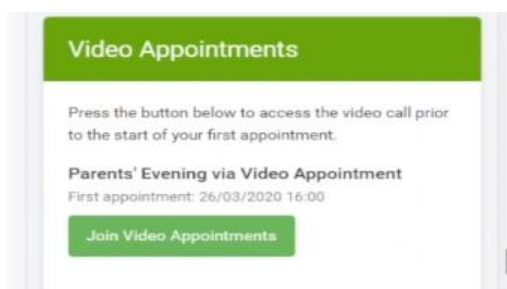 Video Appointments
Press the button below to access the video call prior
to the start of your first appointment.
Parents' Evening via Video Appointment
First appointment: 26/03/2020 16:00
Join Video Appointments